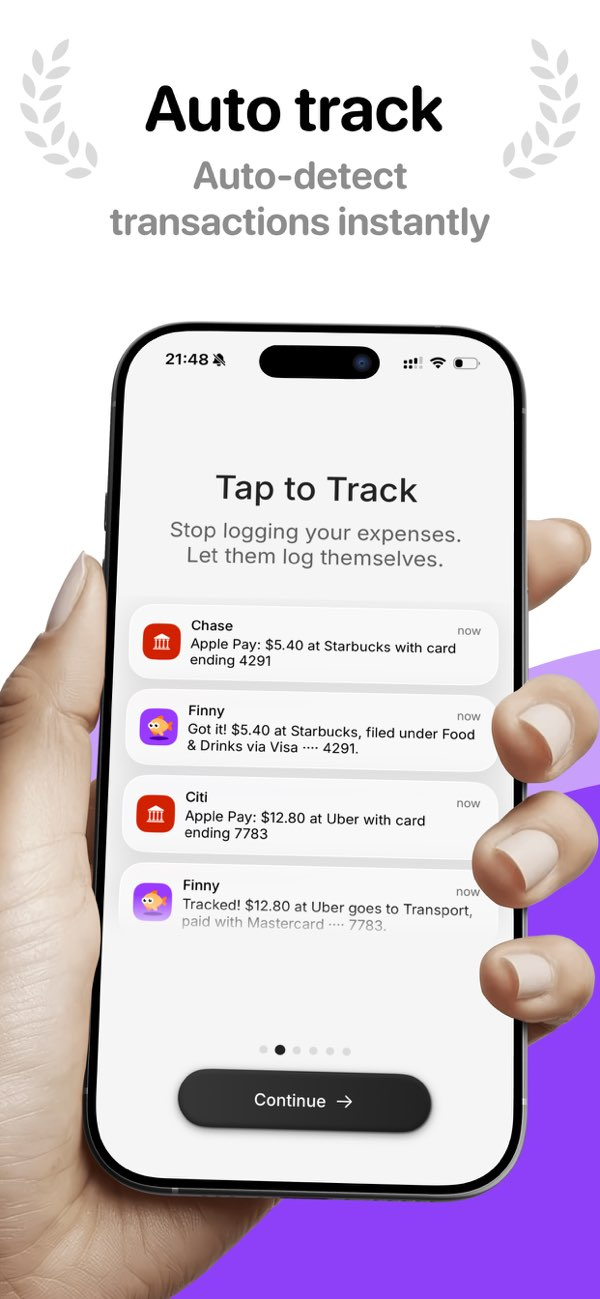 Auto track
Auto-detect
transactions instantly
21:48
Tap to Track
Stop logging your expenses.
Let them log themselves.
Chase
now
Apple Pay: $5.40 at Starbucks with card
ending 4291
Finny
now
Got it! $5.40 at Starbucks, filed under Food
& Drinks via Visa ···· 4291.
Citi
now
Apple Pay: $12.80 at Uber with card
ending 7783
Finny
now
Tracked! $12.80 at Uber goes to Transport,
paid with Mastercard ···· 7783.
Continue →